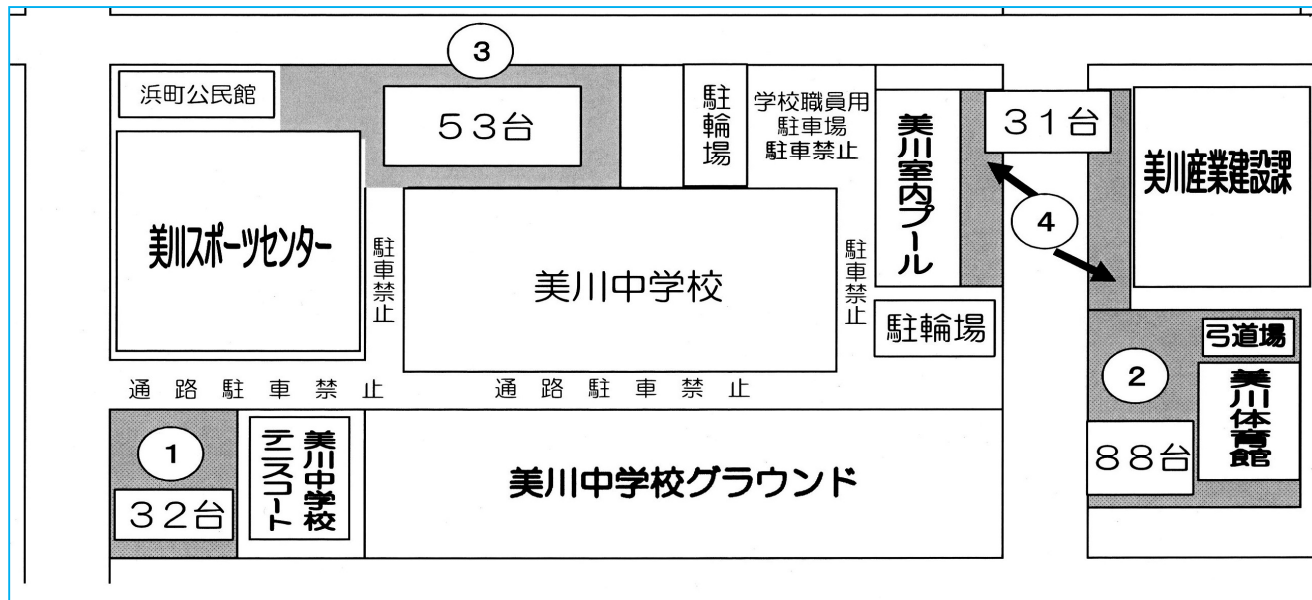 ③
浜町公民館
53台
駐輪場
学校職員用
駐車場
駐車禁止
美川室内プール
31台
美川産業建設課
④
美川スポーツセンター
駐車禁止
美川中学校
駐車禁止
駐輪場
弓道場
②
美川体育館
88台
通路駐車禁止
通路駐車禁止
①
32台
美川中学校
テニスコート
美川中学校グラウンド